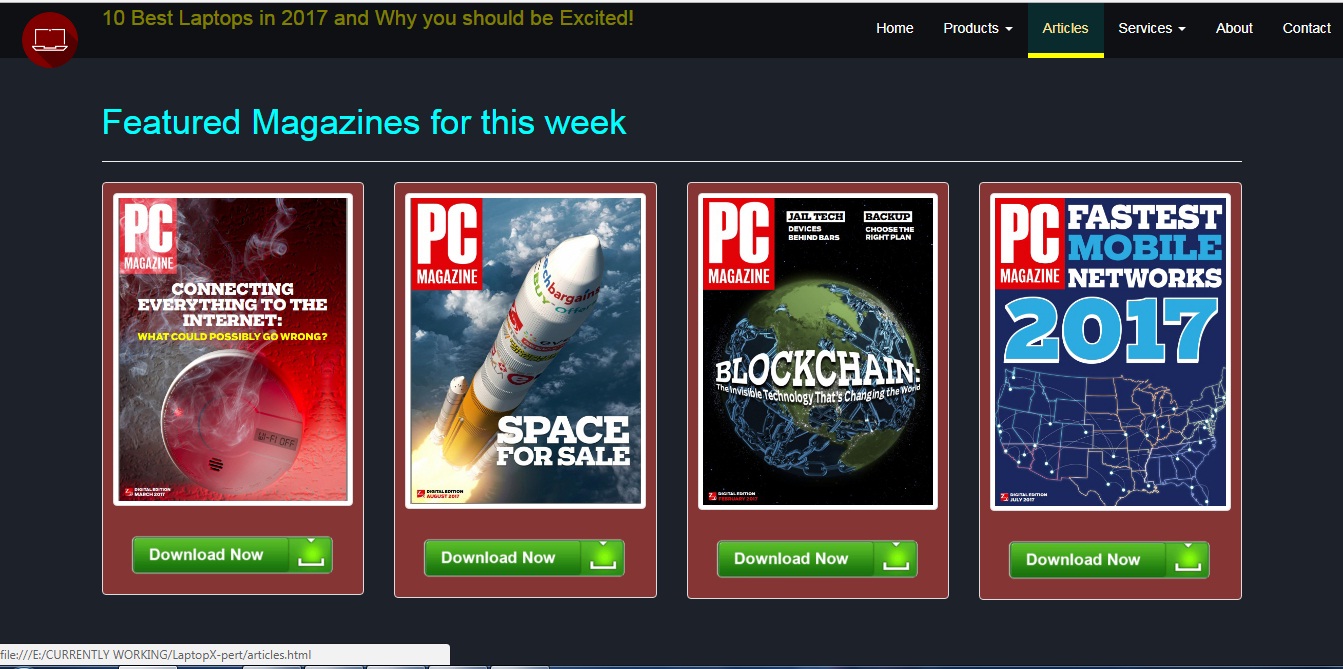 10 Best Laptops in 2017 and Why you should be Excited!
Home Products Articles Services About Contact
Featured Magazines for this week
PC
MAGAZINE
CONNECTING
EVERYTHING TO THE
INTERNET:
WHAT COULD POSSIBLY GO WRONG?
WI-FI OFF
DIGITAL EDITION
MARCH 2017
PC
MAGAZINE
techbargains
BUY
Offer
SPACE
FOR SALE
DIGITAL EDITION
AUGUST 2017
PC
MAGAZINE
JAIL TECH
DEVICES
BEHIND BARS
BACKUP
CHOOSE THE
RIGHT PLAN
BLOCKCHAIN:
The Invisible Technology That's Changing the World
DIGITAL EDITION
FEBRUARY 2017
PC
MAGAZINE
FASTEST
MOBILE
NETWORKS
2017
DIGITAL EDITION
JULY 2017
Download Now
Download Now
Download Now
Download Now
file:///E:/CURRENTLY WORKING/LaptopX-pert/articles.html